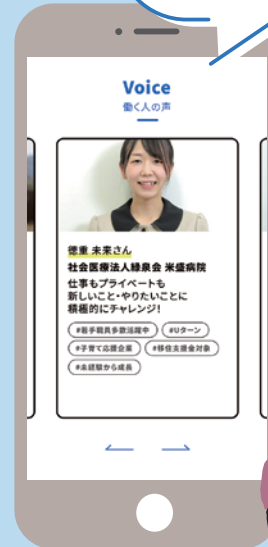 Voice
働く人の声
徳重 未来さん
社会医療法人緑泉会 米盛病院
仕事もプライベートも
新しいこと・やりたいことに
積極的にチャレンジ!
#若手職員多数活躍中 #Uターン
#子育て応援企業 #移住支援金対象
#未経験から成長